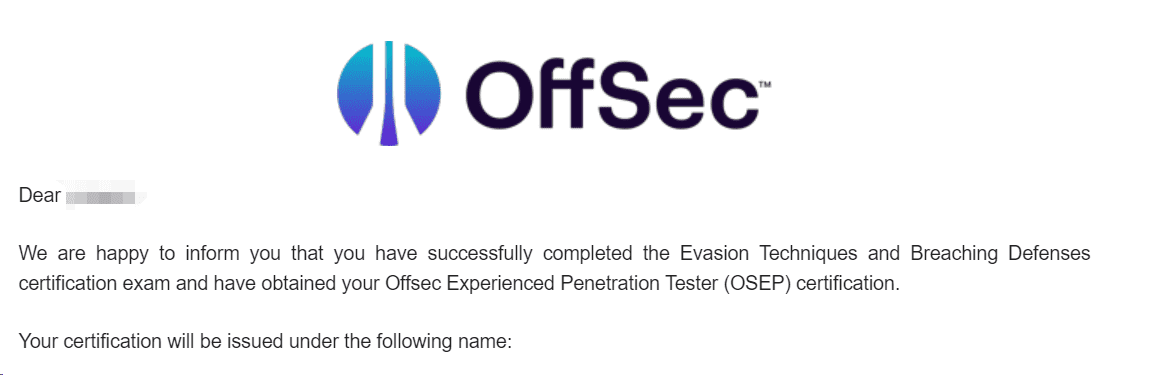 OffSec™
Dear
We are happy to inform you that you have successfully completed the Evasion Techniques and Breaching Defenses
certification exam and have obtained your Offsec Experienced Penetration Tester (OSEP) certification.
Your certification will be issued under the following name: